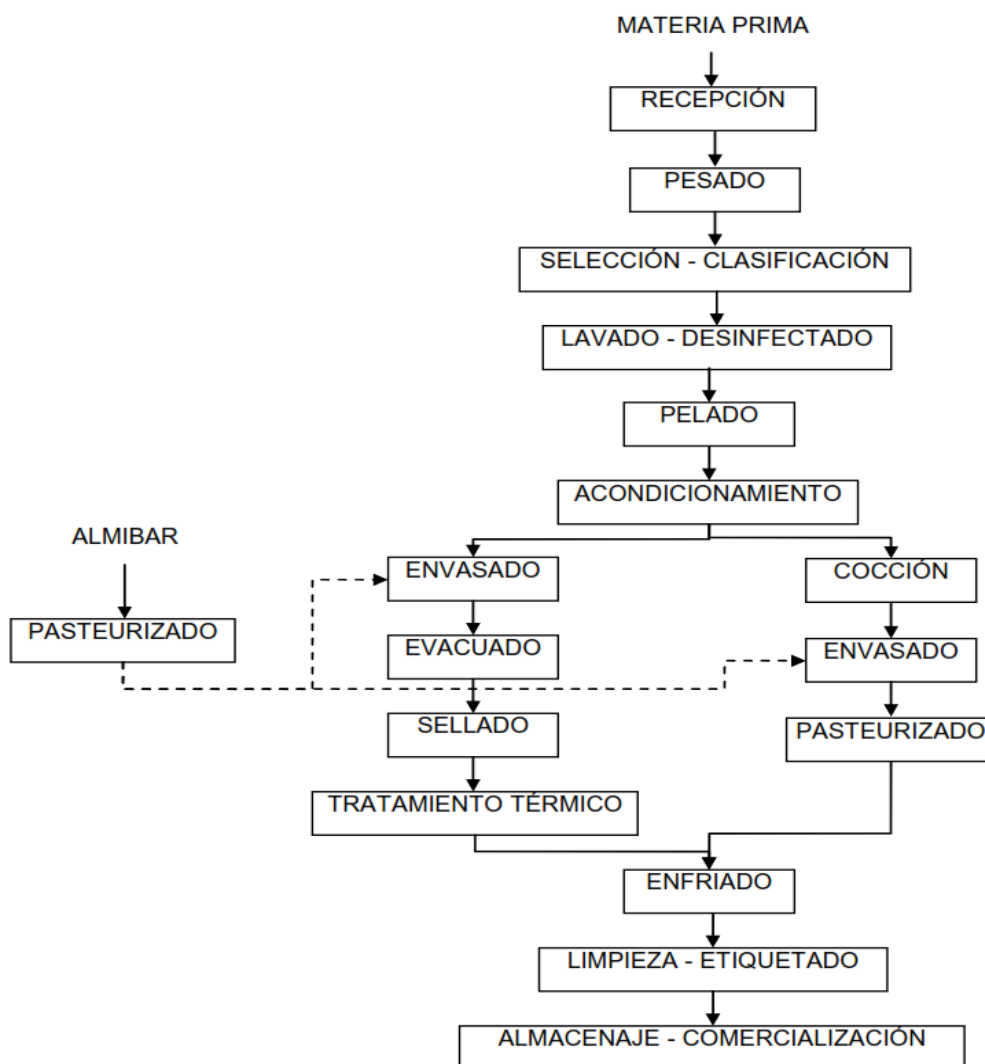 MATERIA PRIMA
RECEPCIÓN
PESADO
SELECCIÓN - CLASIFICACIÓN
LAVADO - DESINFECTADO
PELADO
ACONDICIONAMIENTO
ALMIBAR
PASTEURIZADO
ENVASADO
EVACUADO
SELLADO
TRATAMIENTO TÉRMICO
COCCIÓN
ENVASADO
PASTEURIZADO
ENFRIADO
LIMPIEZA - ETIQUETADO
ALMACENAJE - COMERCIALIZACIÓN